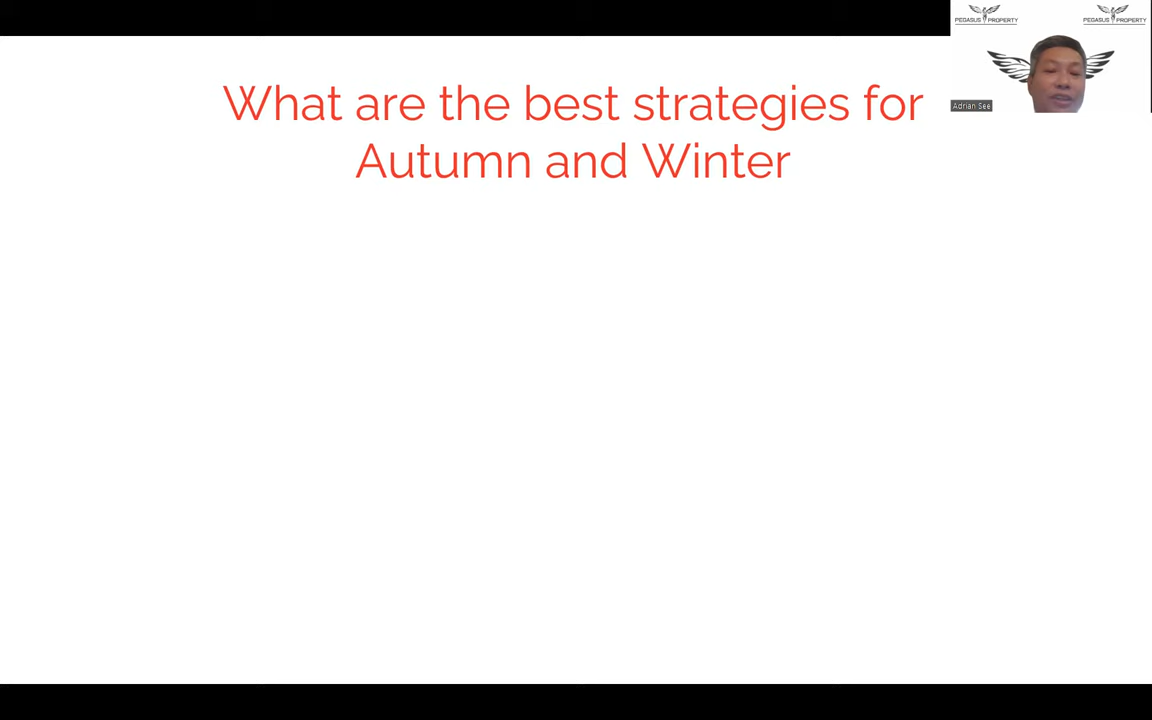 PEGASUS PROPERTY
PEGASUS PROPERTY
What are the best strategies for
Autumn and Winter
Adrian See